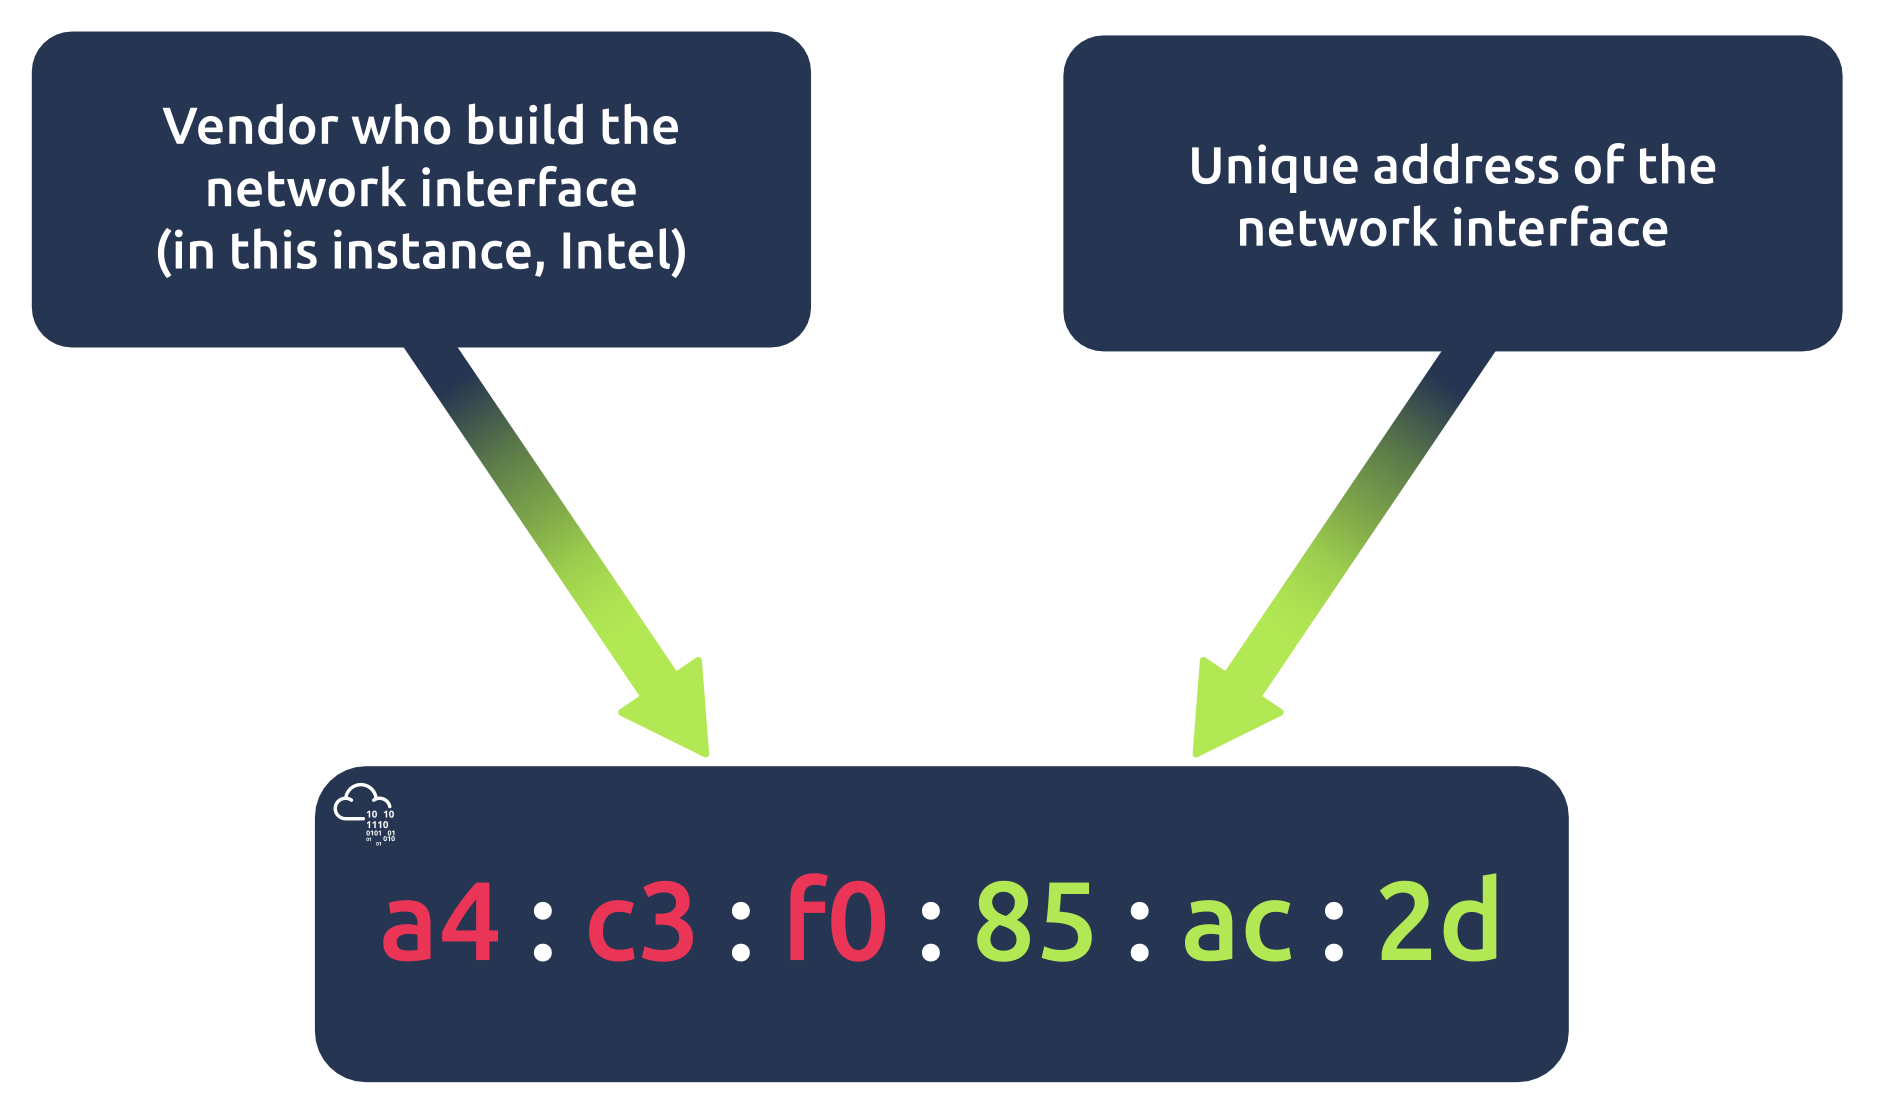 Vendor who build the
network interface
(in this instance, Intel)
Unique address of the
network interface
10 10
1110
0101 01
01 010
01
a4:c3:f0:85:ac:2d